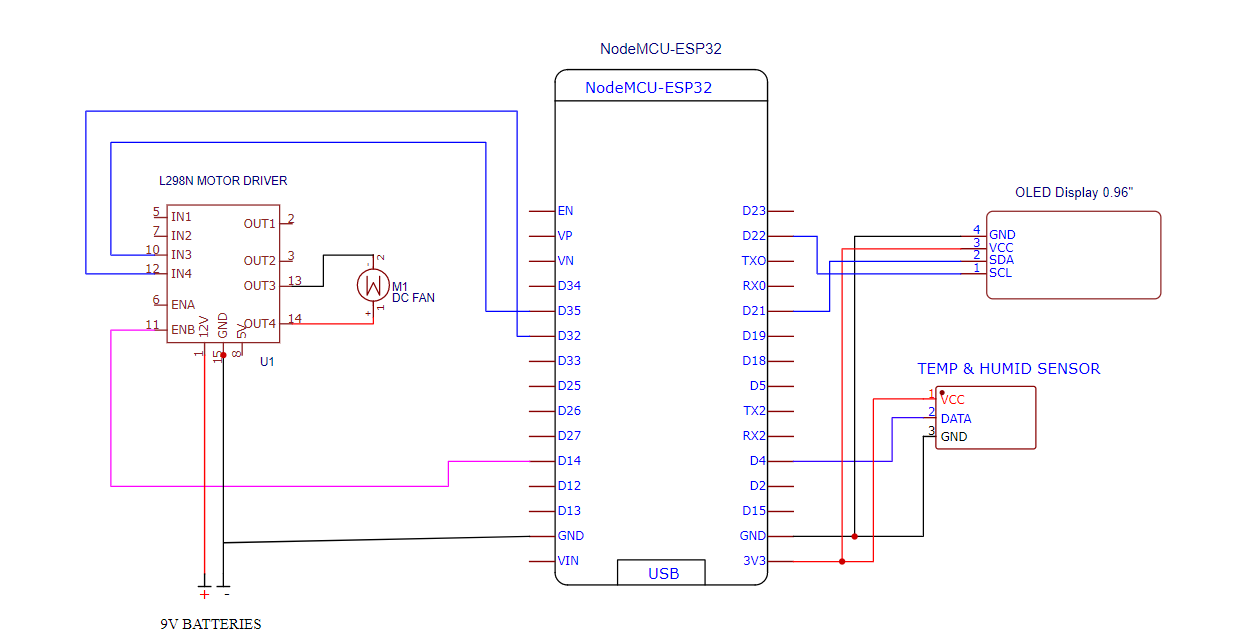 NodeMCU-ESP32
NodeMCU-ESP32
L298N MOTOR DRIVER
5 IN1
7 IN2
10 IN3
12 IN4
6 ENA
11 ENB
OUT1 2
OUT2 3
OUT3 13
OUT4 14
12V
GND
5V
1
15
8
U1
- 2
M1
DC FAN
+ 1
EN
VP
VN
D34
D35
D32
D33
D25
D26
D27
D14
D12
D13
GND
VIN
D23
D22
TXO
RX0
D21
D19
D18
D5
TX2
RX2
D4
D2
D15
GND
3V3
USB
OLED Display 0.96"
4 GND
3 VCC
2 SDA
1 SCL
TEMP & HUMID SENSOR
1 VCC
2 DATA
3 GND
+ -
9V BATTERIES